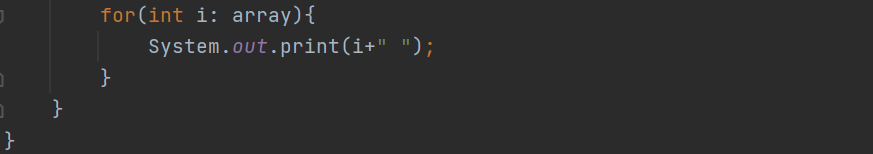 for(int i: array){
System.out.print(i+" ");
}
}
}